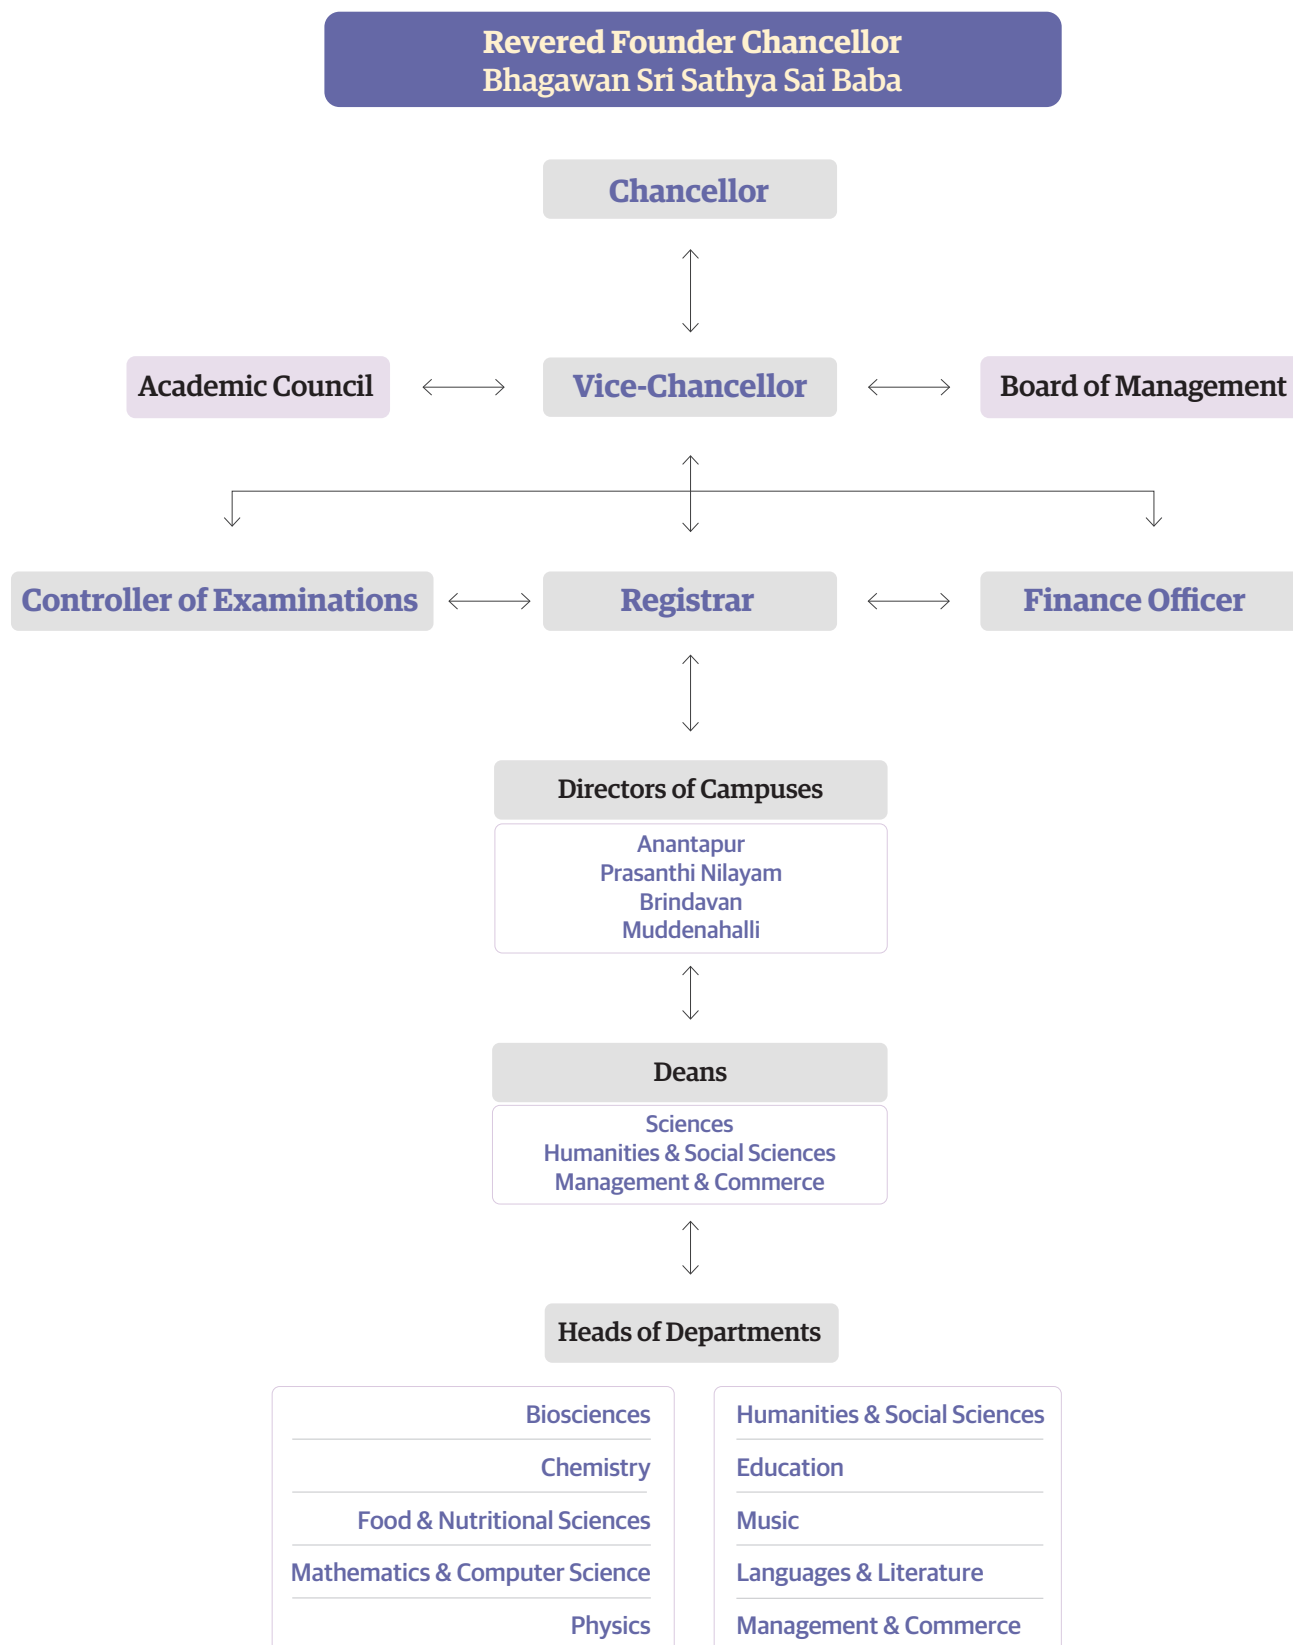 Revered Founder Chancellor
Bhagawan Sri Sathya Sai Baba
Chancellor
Academic Council
Vice-Chancellor
Board of Management
Controller of Examinations
Registrar
Finance Officer
Directors of Campuses
Anantapur
Prasanthi Nilayam
Brindavan
Muddenahalli
Deans
Sciences
Humanities & Social Sciences
Management & Commerce
Heads of Departments
Biosciences
Chemistry
Food & Nutritional Sciences
Mathematics & Computer Science
Physics
Humanities & Social Sciences
Education
Music
Languages & Literature
Management & Commerce